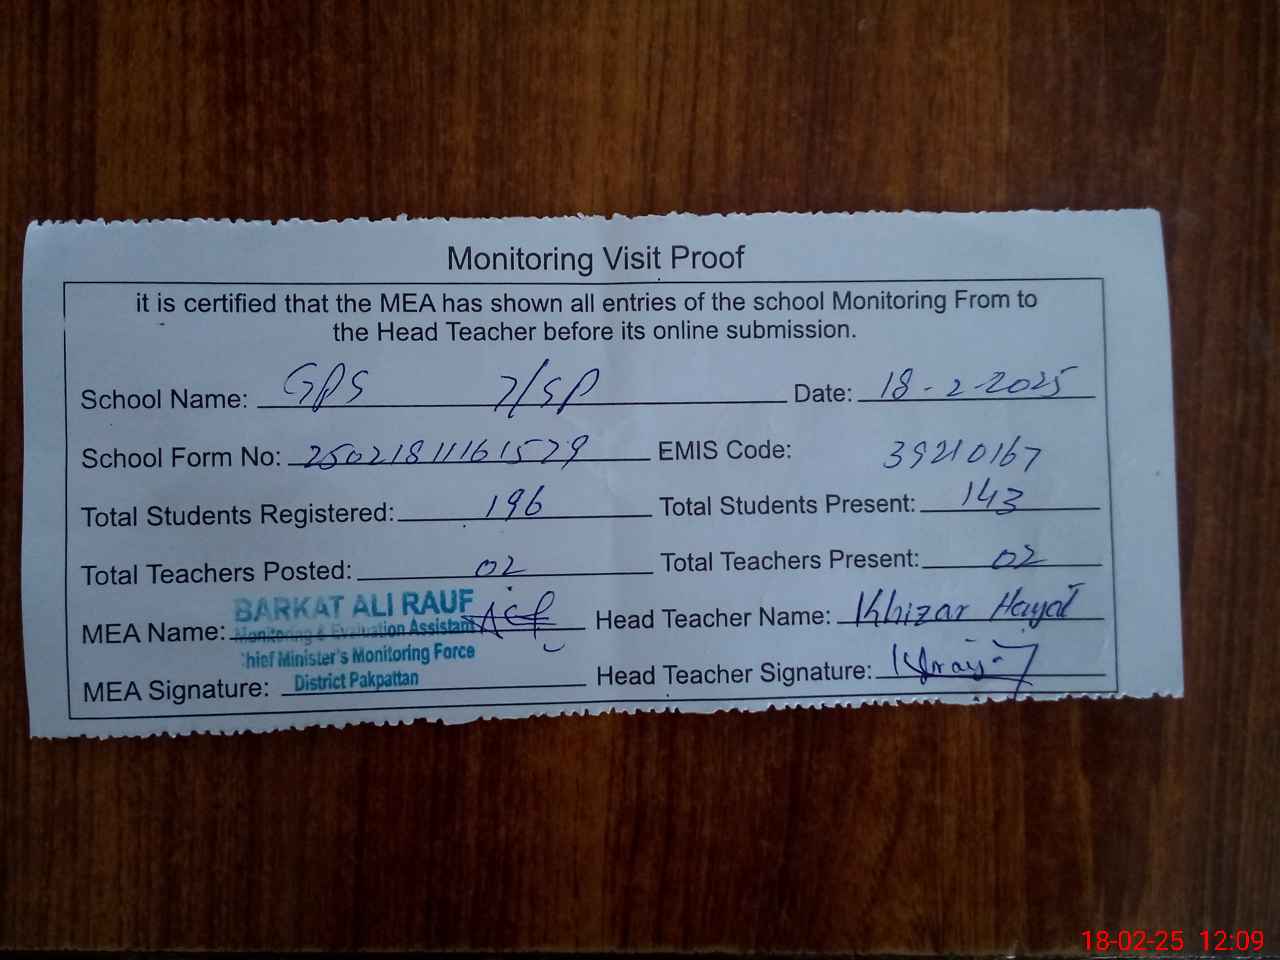 Monitoring Visit Proof
it is certified that the MEA has shown all entries of the school Monitoring From to
the Head Teacher before its online submission.
School Name: GPS 7/SP Date: 18-2-2025
School Form No: 25021811161579 EMIS Code: 39210167
Total Students Registered: 196 Total Students Present: 143
Total Teachers Posted: 02 Total Teachers Present: 02
BARKAT ALI RAUF
MEA Name: Monitoring & Evaluation Assistant Head Teacher Name: Khizar Hayat
hief Minister's Monitoring Force
MEA Signature: District Pakpattan Head Teacher Signature:
18-02-25 12:09